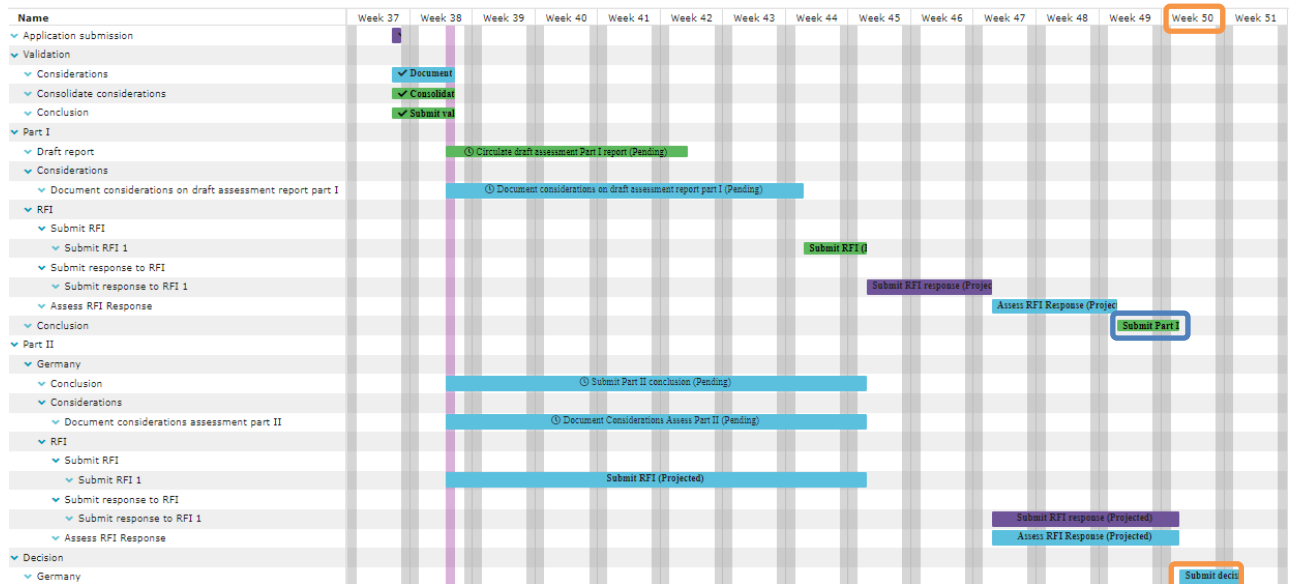 Name Week 37 Week 38 Week 39 Week 40 Week 41 Week 42 Week 43 Week 44 Week 45 Week 46 Week 47 Week 48 Week 49 Week 50 Week 51
Application submission
Validation
Considerations Document
Consolidate considerations Consolidat
Conclusion Submit val
Part I
Draft report Circulate draft assessment Part I report (Pending)
Considerations
Document considerations on draft assessment report part I Document considerations on draft assessment report part I (Pending)
RFI
Submit RFI
Submit RFI 1 Submit RFI (
Submit response to RFI
Submit response to RFI 1 Submit RFI response (Projec
Assess RFI Response Assess RFI Response (Projec
Conclusion Submit Part I
Part II
Germany
Conclusion Submit Part II conclusion (Pending)
Considerations
Document considerations assessment part II Document Considerations Assess Part II (Pending)
RFI
Submit RFI
Submit RFI 1 Submit RFI (Projected)
Submit response to RFI
Submit response to RFI 1 Submit RFI response (Projected)
Assess RFI Response Assess RFI Response (Projected)
Decision
Germany Submit decis